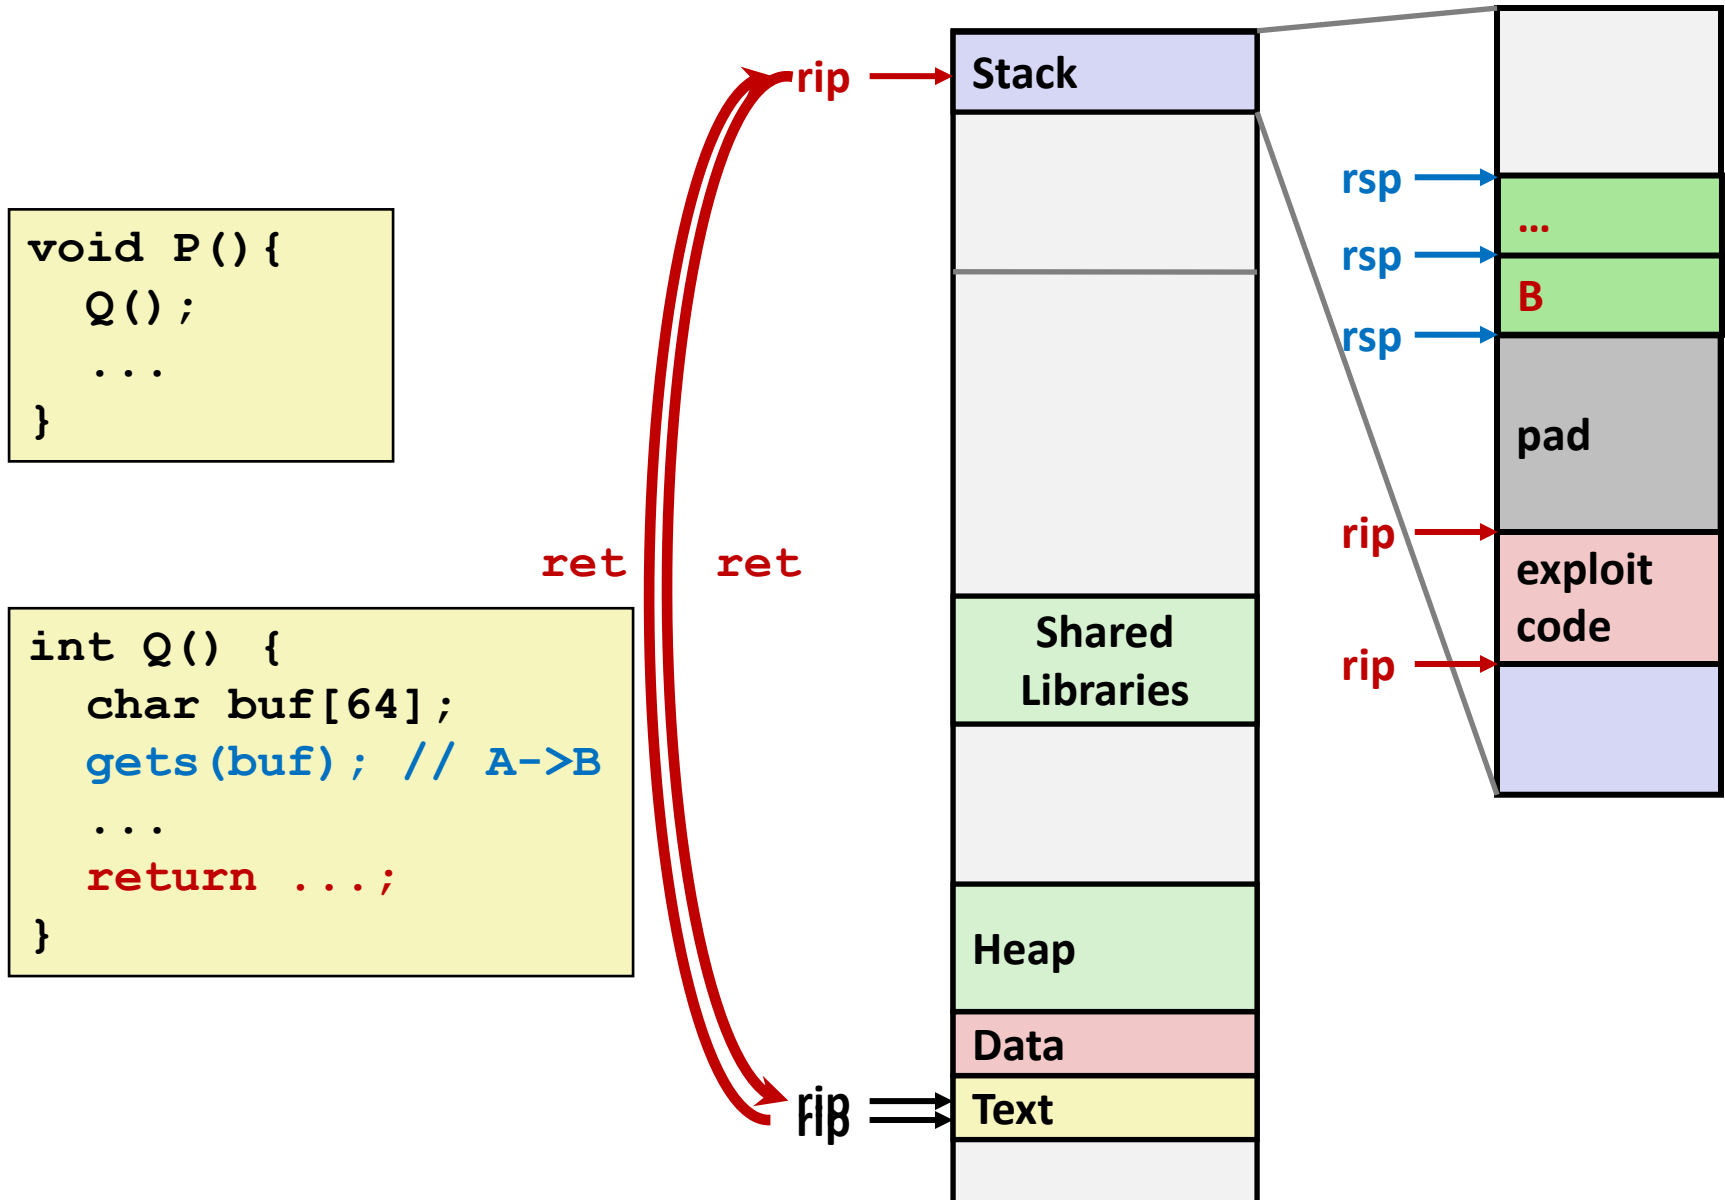 void P(){
Q();
...
}
int Q() {
char buf[64];
gets(buf); // A->B
...
return ...;
}
ret
ret
rip
rip
rip
Stack
Shared
Libraries
Heap
Data
Text
rsp
rsp
rsp
rip
rip
...
B
pad
exploit
code